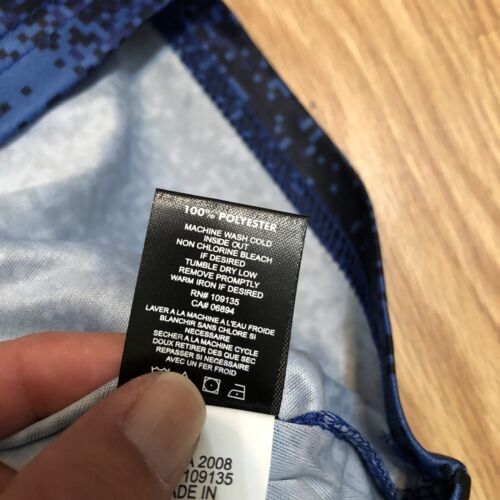 100% POLYESTER
MACHINE WASH COLD
INSIDE OUT
NON CHLORINE BLEACH
IF DESIRED
TUMBLE DRY LOW
REMOVE PROMPTLY
WARM IRON IF DESIRED
RN# 109135
CA# 06894
LAVER A LA MACHINE A L'EAU FROIDE
BLANCHIR SANS CHLORE SI
NECESSAIRE
SECHER A LA MACHINE CYCLE
DOUX RETIRER DES QUE SEC
REPASSER SI NECESSAIRE
AVEC UN FER FROID
A 2008
109135
ADE IN